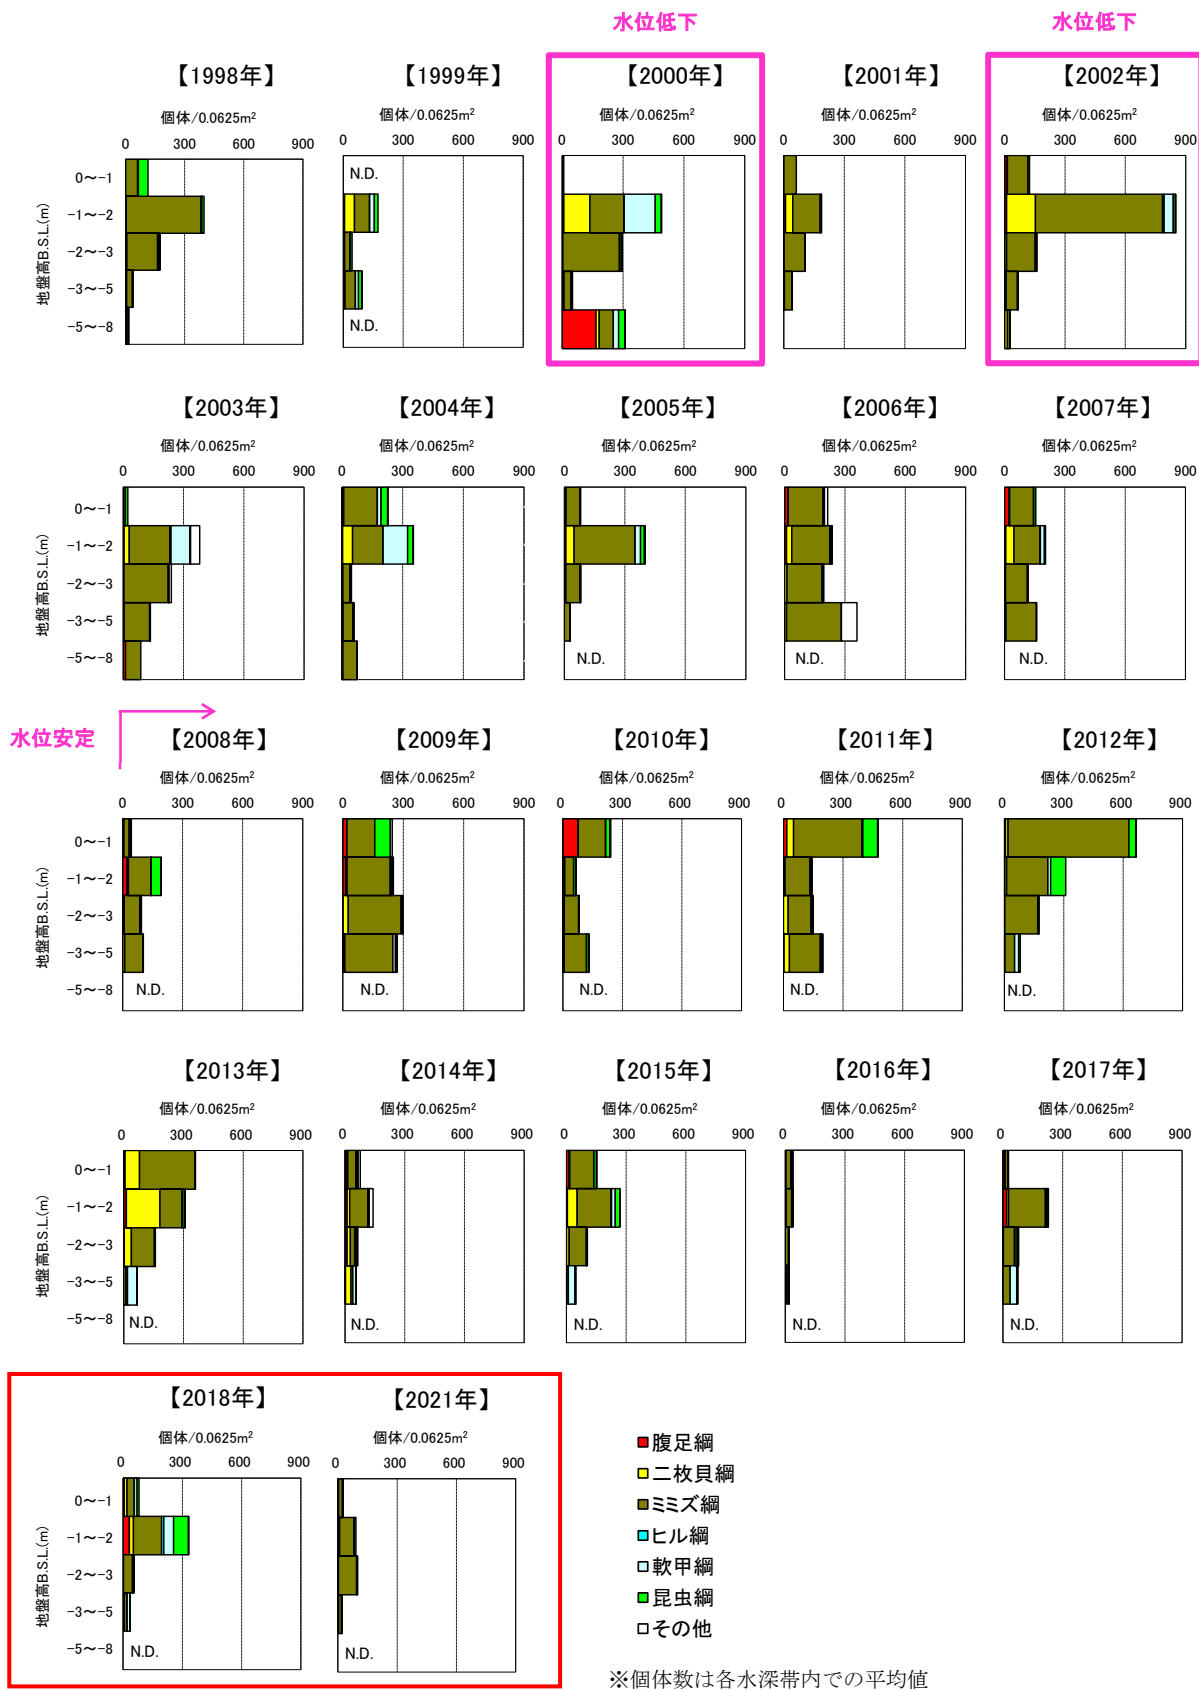 水位低下 水位低下
【1998年】 【1999年】 【2000年】 【2001年】 【2002年】
個体/0.0625m² 個体/0.0625m² 個体/0.0625m² 個体/0.0625m² 個体/0.0625m²
0 300 600 900 0 300 600 900 0 300 600 900 0 300 600 900 0 300 600 900
地盤高B.S.L.(m)
0～-1 N.D.
-1～-2
-2～-3
-3～-5
-5～-8 N.D.
【2003年】 【2004年】 【2005年】 【2006年】 【2007年】
個体/0.0625m² 個体/0.0625m² 個体/0.0625m² 個体/0.0625m² 個体/0.0625m²
0 300 600 900 0 300 600 900 0 300 600 900 0 300 600 900 0 300 600 900
地盤高B.S.L.(m)
0～-1
-1～-2
-2～-3
-3～-5
-5～-8 N.D. N.D. N.D.
水位安定
【2008年】 【2009年】 【2010年】 【2011年】 【2012年】
個体/0.0625m² 個体/0.0625m² 個体/0.0625m² 個体/0.0625m² 個体/0.0625m²
0 300 600 900 0 300 600 900 0 300 600 900 0 300 600 900 0 300 600 900
地盤高B.S.L.(m)
0～-1
-1～-2
-2～-3
-3～-5
-5～-8 N.D. N.D. N.D. N.D. N.D.
【2013年】 【2014年】 【2015年】 【2016年】 【2017年】
個体/0.0625m² 個体/0.0625m² 個体/0.0625m² 個体/0.0625m² 個体/0.0625m²
0 300 600 900 0 300 600 900 0 300 600 900 0 300 600 900 0 300 600 900
地盤高B.S.L.(m)
0～-1
-1～-2
-2～-3
-3～-5
-5～-8 N.D. N.D. N.D. N.D. N.D.
【2018年】 【2021年】
個体/0.0625m² 個体/0.0625m²
0 300 600 900 0 300 600 900
地盤高B.S.L.(m)
0～-1
-1～-2
-2～-3
-3～-5
-5～-8 N.D. N.D.
腹足綱
二枚貝綱
ミミズ綱
ヒル綱
軟甲綱
昆虫綱
その他
※個体数は各水深帯内での平均値